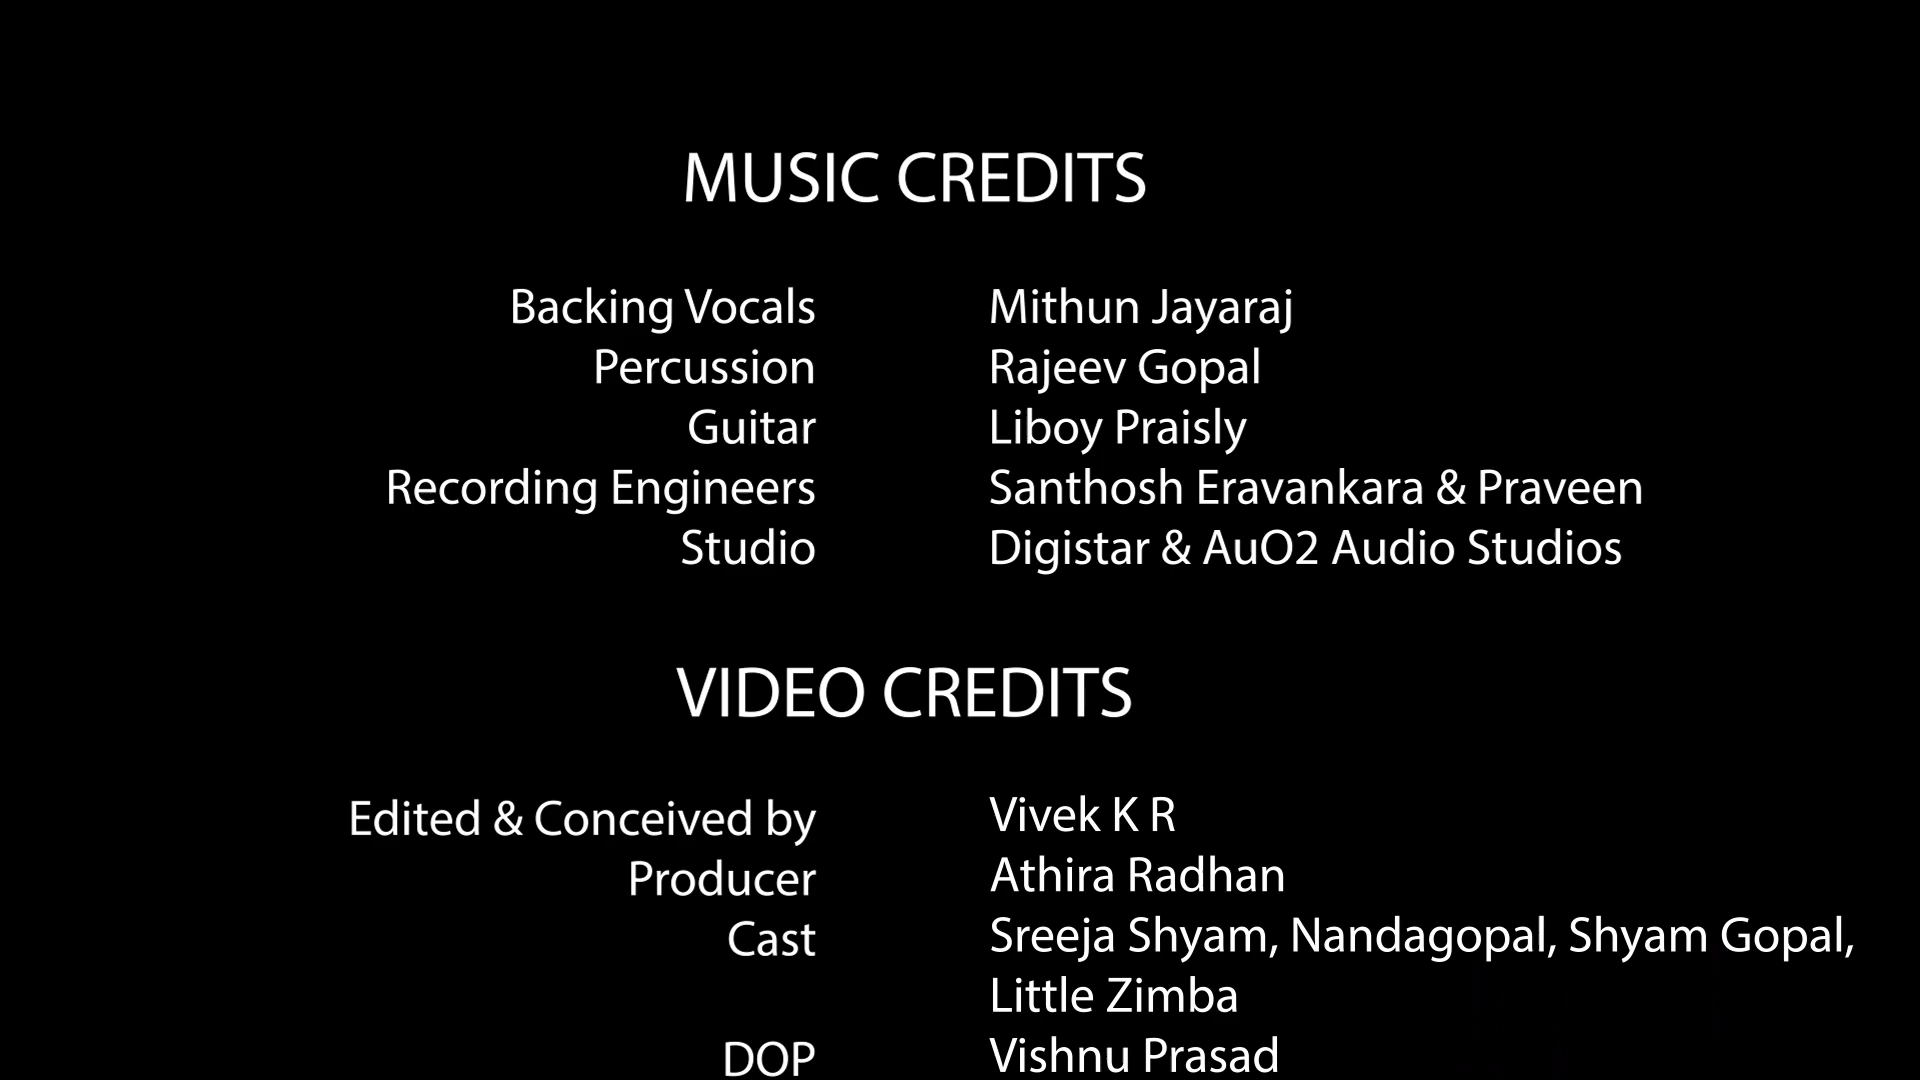 MUSIC CREDITS
Backing Vocals Mithun Jayaraj
Percussion Rajeev Gopal
Guitar Liboy Praisly
Recording Engineers Santhosh Eravankara & Praveen
Studio Digistar & AuO2 Audio Studios
VIDEO CREDITS
Edited & Conceived by Vivek K R
Producer Athira Radhan
Cast Sreeja Shyam, Nandagopal, Shyam Gopal,
Little Zimba
DOP Vishnu Prasad